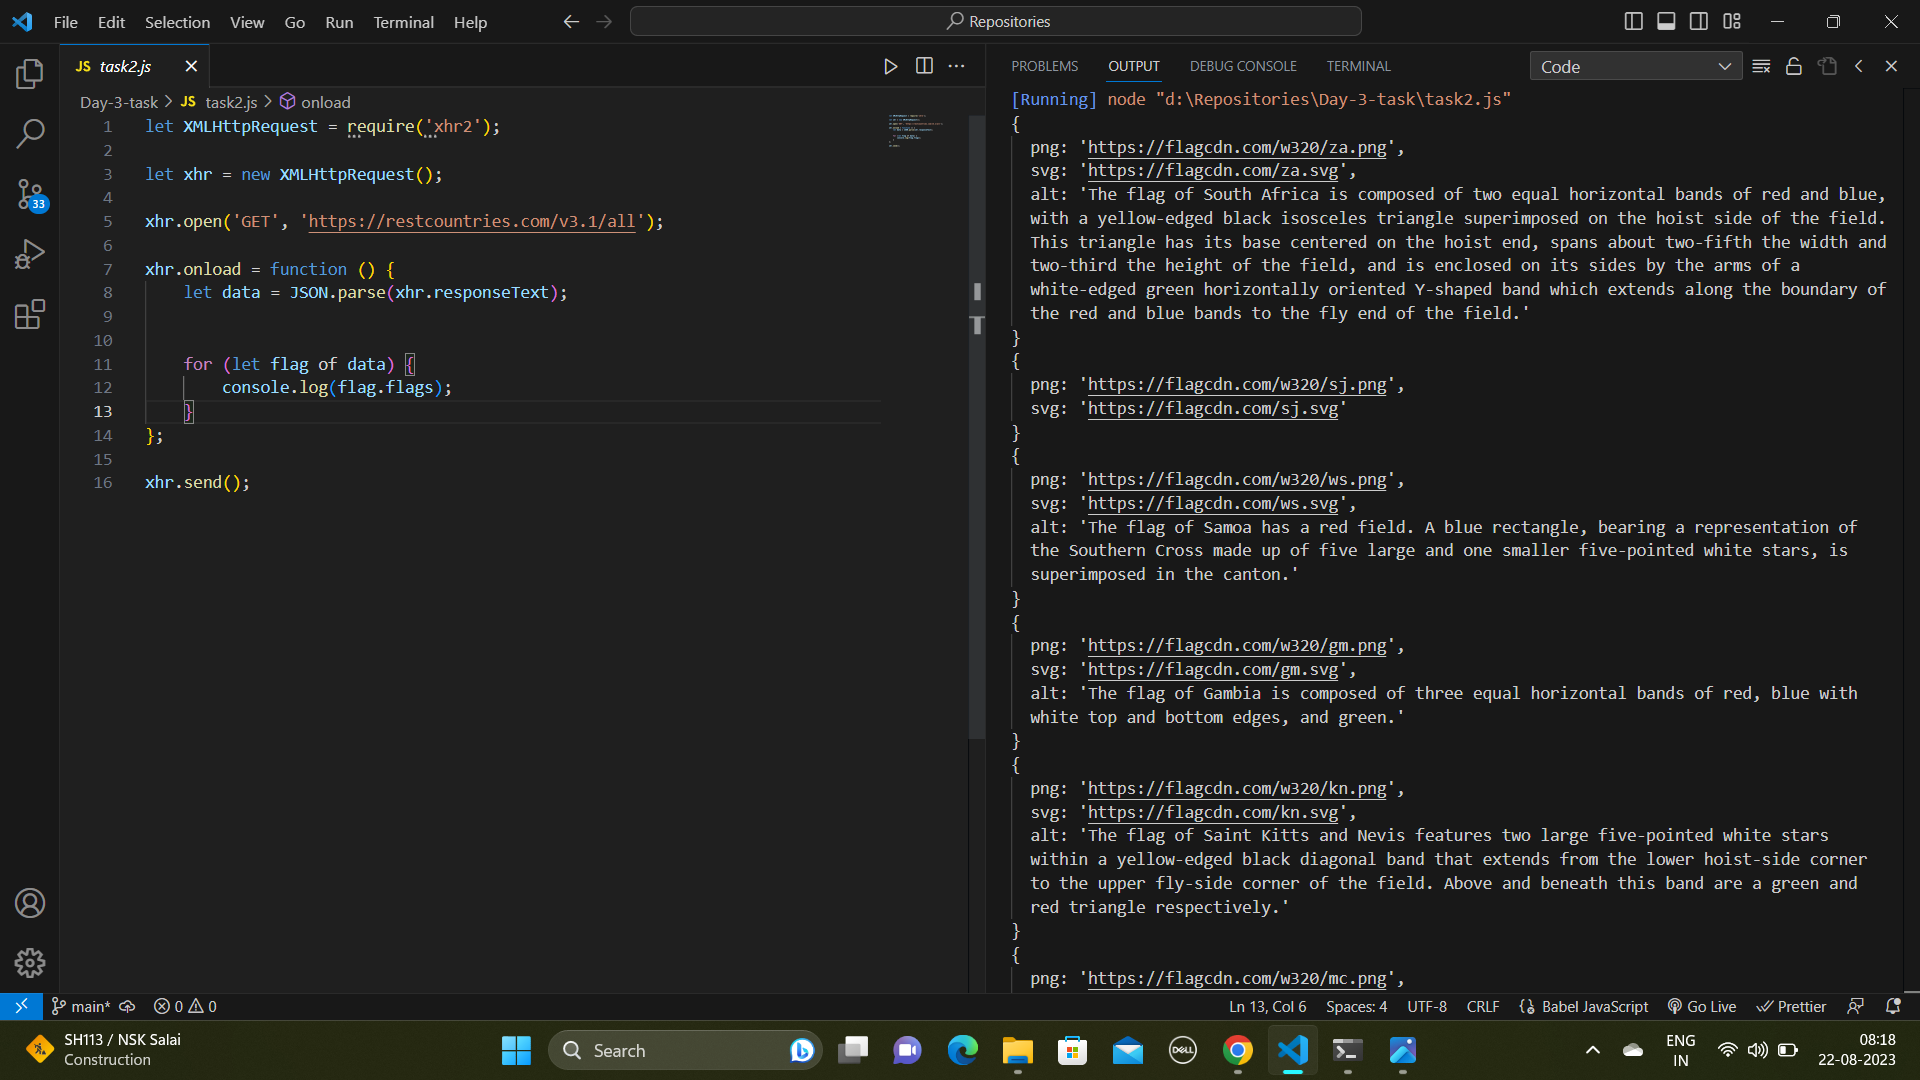 File Edit Selection View Go Run Terminal Help
Repositories
JS task2.js
Day-3-task > JS task2.js > onload
1 let XMLHttpRequest = require('xhr2');
2
3 let xhr = new XMLHttpRequest();
4
5 xhr.open('GET', 'https://restcountries.com/v3.1/all');
6
7 xhr.onload = function () {
8     let data = JSON.parse(xhr.responseText);
9
10
11     for (let flag of data) {
12         console.log(flag.flags);
13     }
14 };
15
16 xhr.send();
PROBLEMS OUTPUT DEBUG CONSOLE TERMINAL
Code
[Running] node "d:\Repositories\Day-3-task\task2.js"
{
  png: 'https://flagcdn.com/w320/za.png',
  svg: 'https://flagcdn.com/za.svg',
  alt: 'The flag of South Africa is composed of two equal horizontal bands of red and blue,
  with a yellow-edged black isosceles triangle superimposed on the hoist side of the field.
  This triangle has its base centered on the hoist end, spans about two-fifth the width and
  two-third the height of the field, and is enclosed on its sides by the arms of a
  white-edged green horizontally oriented Y-shaped band which extends along the boundary of
  the red and blue bands to the fly end of the field.'
}
{
  png: 'https://flagcdn.com/w320/sj.png',
  svg: 'https://flagcdn.com/sj.svg'
}
{
  png: 'https://flagcdn.com/w320/ws.png',
  svg: 'https://flagcdn.com/ws.svg',
  alt: 'The flag of Samoa has a red field. A blue rectangle, bearing a representation of
  the Southern Cross made up of five large and one smaller five-pointed white stars, is
  superimposed in the canton.'
}
{
  png: 'https://flagcdn.com/w320/gm.png',
  svg: 'https://flagcdn.com/gm.svg',
  alt: 'The flag of Gambia is composed of three equal horizontal bands of red, blue with
  white top and bottom edges, and green.'
}
{
  png: 'https://flagcdn.com/w320/kn.png',
  svg: 'https://flagcdn.com/kn.svg',
  alt: 'The flag of Saint Kitts and Nevis features two large five-pointed white stars
  within a yellow-edged black diagonal band that extends from the lower hoist-side corner
  to the upper fly-side corner of the field. Above and beneath this band are a green and
  red triangle respectively.'
}
{
  png: 'https://flagcdn.com/w320/mc.png',
33
main* 0 0
Ln 13, Col 6 Spaces: 4 UTF-8 CRLF {} Babel JavaScript Go Live Prettier
SH113 / NSK Salai
Construction
Search
DELL
ENG
IN
08:18
22-08-2023